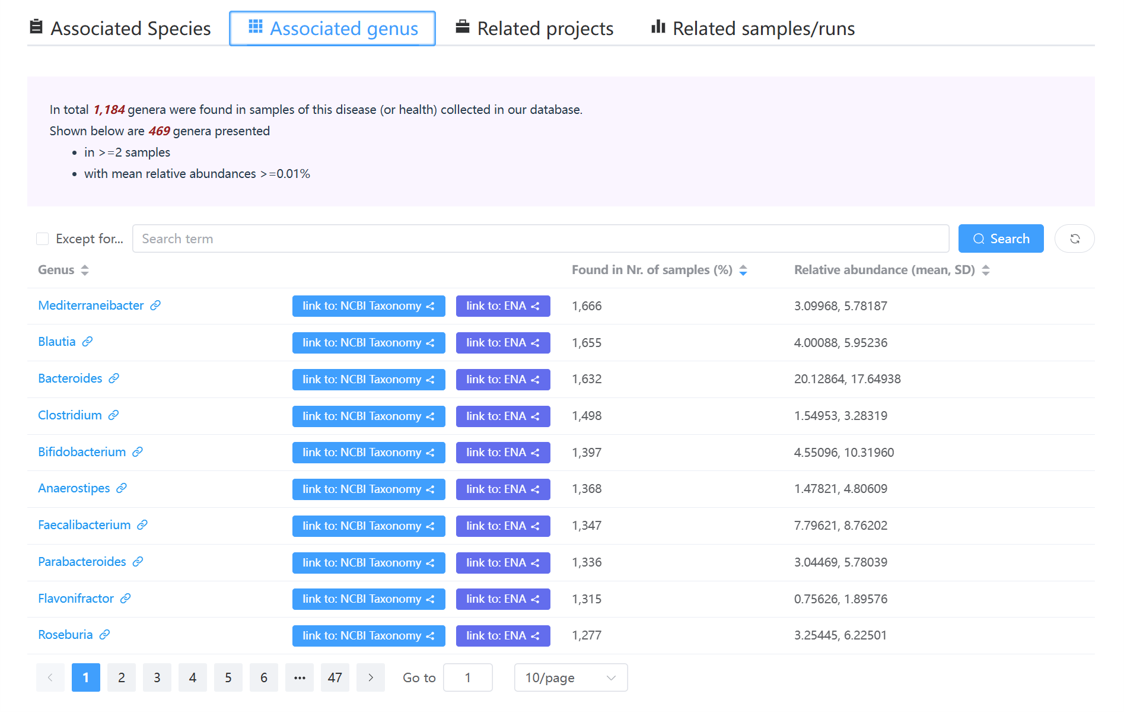 Associated Species Associated genus Related projects Related samples/runs
In total 1,184 genera were found in samples of this disease (or health) collected in our database.
Shown below are 469 genera presented
• in >=2 samples
• with mean relative abundances >=0.01%
Except for... Search term Search
Genus Found in Nr. of samples (%) Relative abundance (mean, SD)
Mediterraneibacter link to: NCBI Taxonomy link to: ENA 1,666 3.09968, 5.78187
Blautia link to: NCBI Taxonomy link to: ENA 1,655 4.00088, 5.95236
Bacteroides link to: NCBI Taxonomy link to: ENA 1,632 20.12864, 17.64938
Clostridium link to: NCBI Taxonomy link to: ENA 1,498 1.54953, 3.28319
Bifidobacterium link to: NCBI Taxonomy link to: ENA 1,397 4.55096, 10.31960
Anaerostipes link to: NCBI Taxonomy link to: ENA 1,368 1.47821, 4.80609
Faecalibacterium link to: NCBI Taxonomy link to: ENA 1,347 7.79621, 8.76202
Parabacteroides link to: NCBI Taxonomy link to: ENA 1,336 3.04469, 5.78039
Flavonifractor link to: NCBI Taxonomy link to: ENA 1,315 0.75626, 1.89576
Roseburia link to: NCBI Taxonomy link to: ENA 1,277 3.25445, 6.22501
< 1 2 3 4 5 6 ••• 47 > Go to 1 10/page